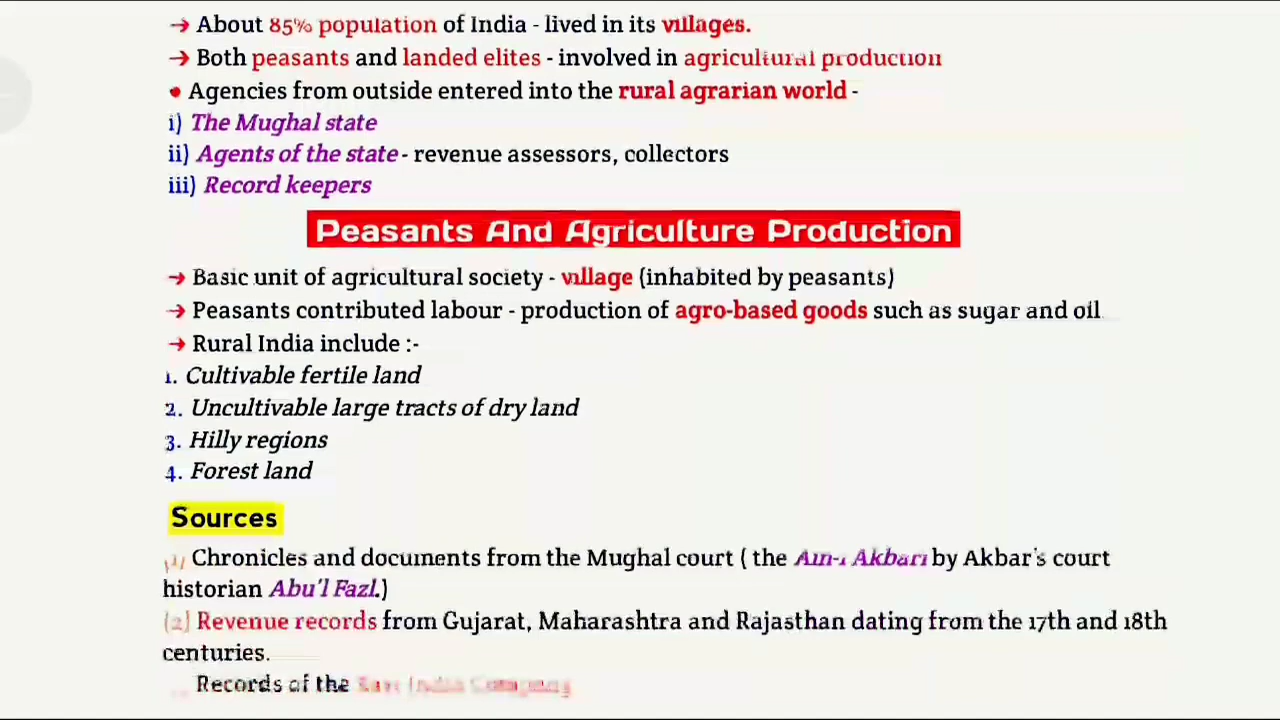 → About 85% population of India - lived in its villages.
→ Both peasants and landed elites - involved in agricultural production
• Agencies from outside entered into the rural agrarian world -
i) The Mughal state
ii) Agents of the state - revenue assessors, collectors
iii) Record keepers
Peasants And Agriculture Production
→ Basic unit of agricultural society - village (inhabited by peasants)
→ Peasants contributed labour - production of agro-based goods such as sugar and oil
→ Rural India include :-
1. Cultivable fertile land
2. Uncultivable large tracts of dry land
3. Hilly regions
4. Forest land
Sources
(1) Chronicles and documents from the Mughal court ( the Ain-i Akbari by Akbar's court
historian Abu'l Fazl.)
(2) Revenue records from Gujarat, Maharashtra and Rajasthan dating from the 17th and 18th
centuries.
Records of the East India Company